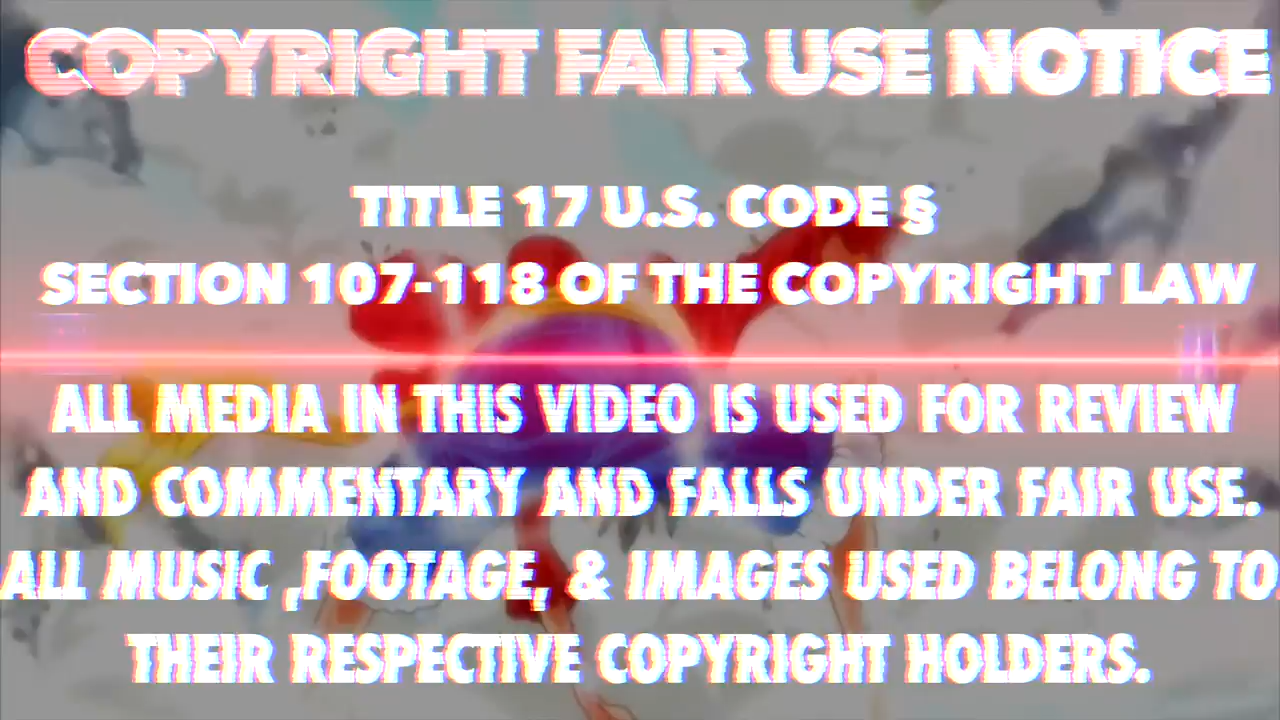 COPYRIGHT FAIR USE NOTICE
TITLE 17 U.S. CODE §
SECTION 107-118 OF THE COPYRIGHT LAW
ALL MEDIA IN THIS VIDEO IS USED FOR REVIEW
AND COMMENTARY AND FALLS UNDER FAIR USE.
ALL MUSIC ,FOOTAGE, & IMAGES USED BELONG TO
THEIR RESPECTIVE COPYRIGHT HOLDERS.